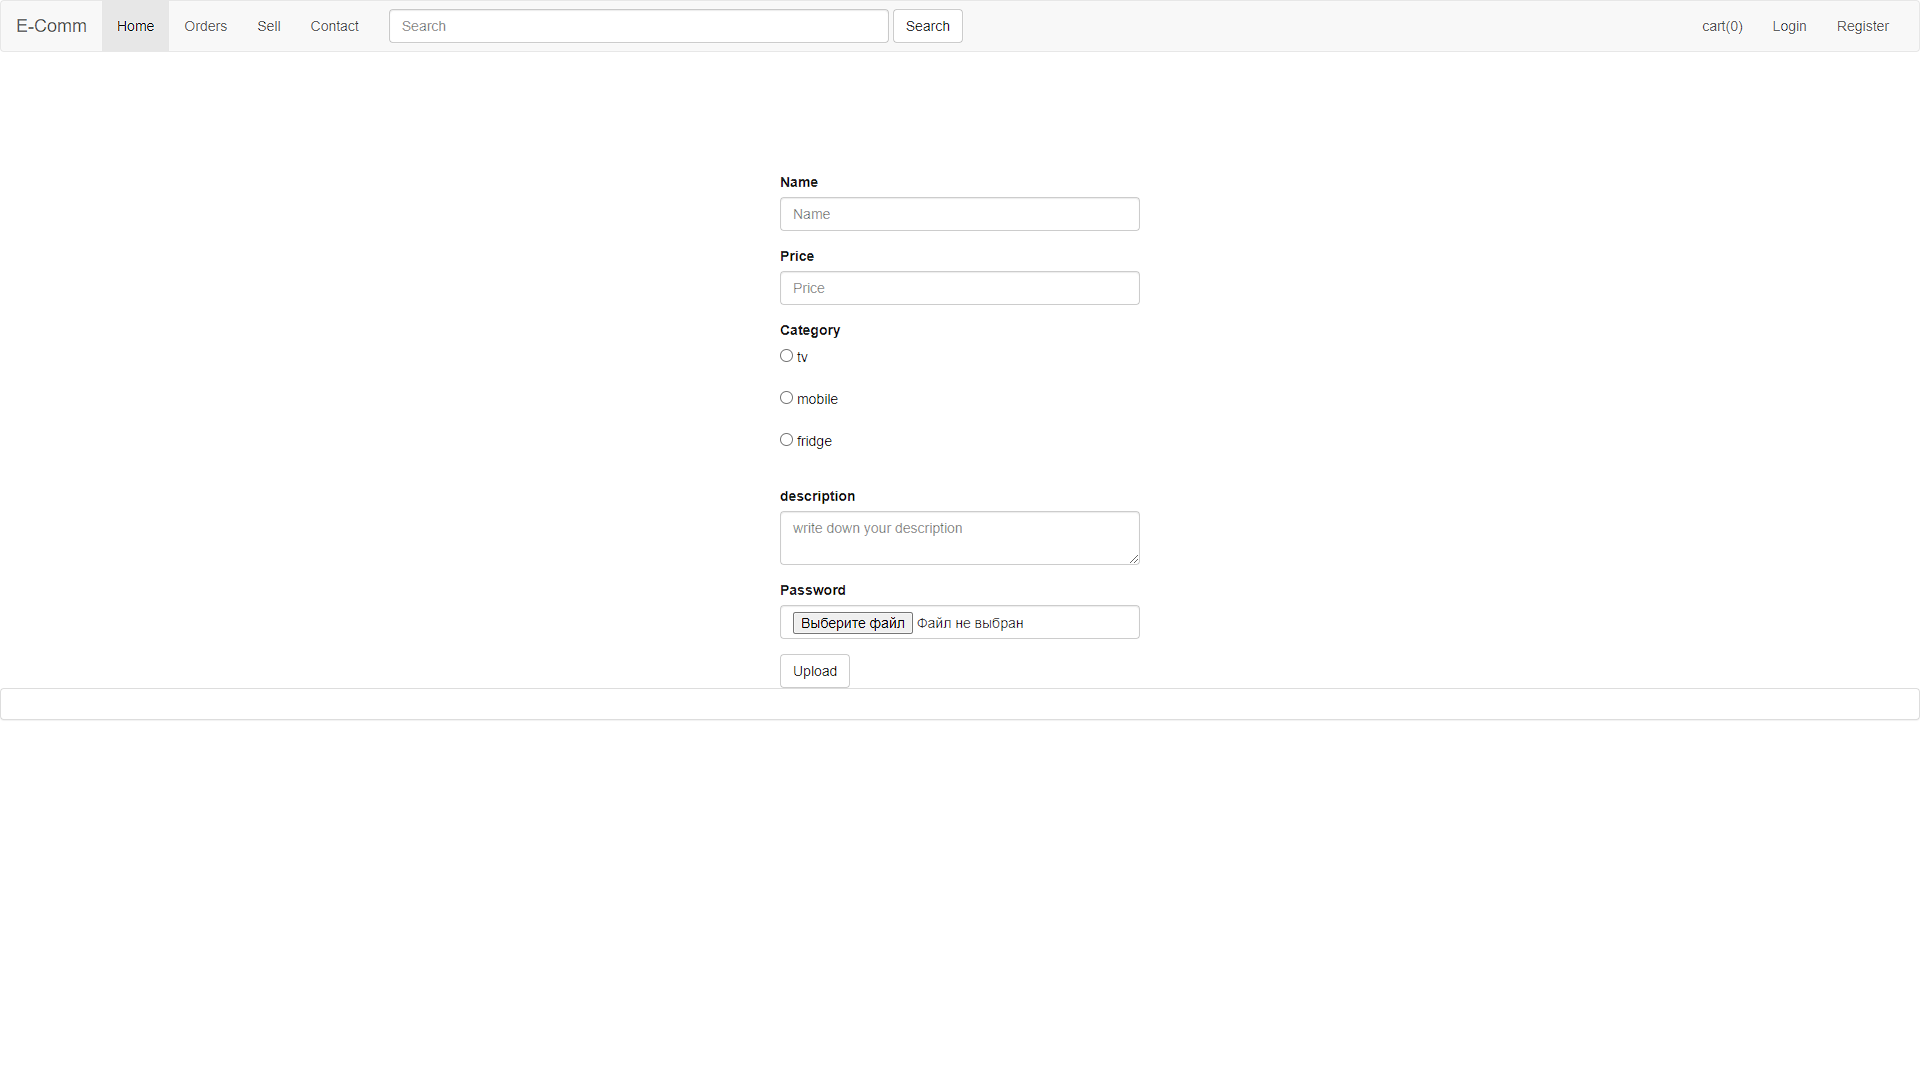 E-Comm Home Orders Sell Contact Search Search cart(0) Login Register
Name
Name
Price
Price
Category
tv
mobile
fridge
description
write down your description
Password
Выберите файл Файл не выбран
Upload